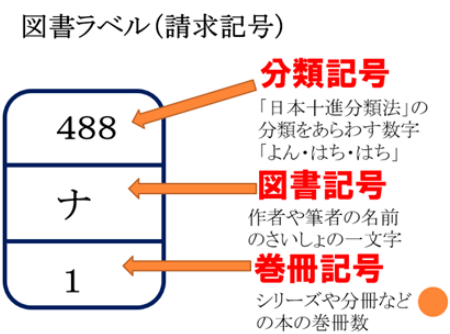 図書ラベル（請求記号）
分類記号
488
「日本十進分類法」の
分類をあらわす数字
「よん・はち・はち」
図書記号
ナ
作者や筆者の名前
のさいしょの一文字
巻冊記号
1
シリーズや分冊など
の本の巻冊数